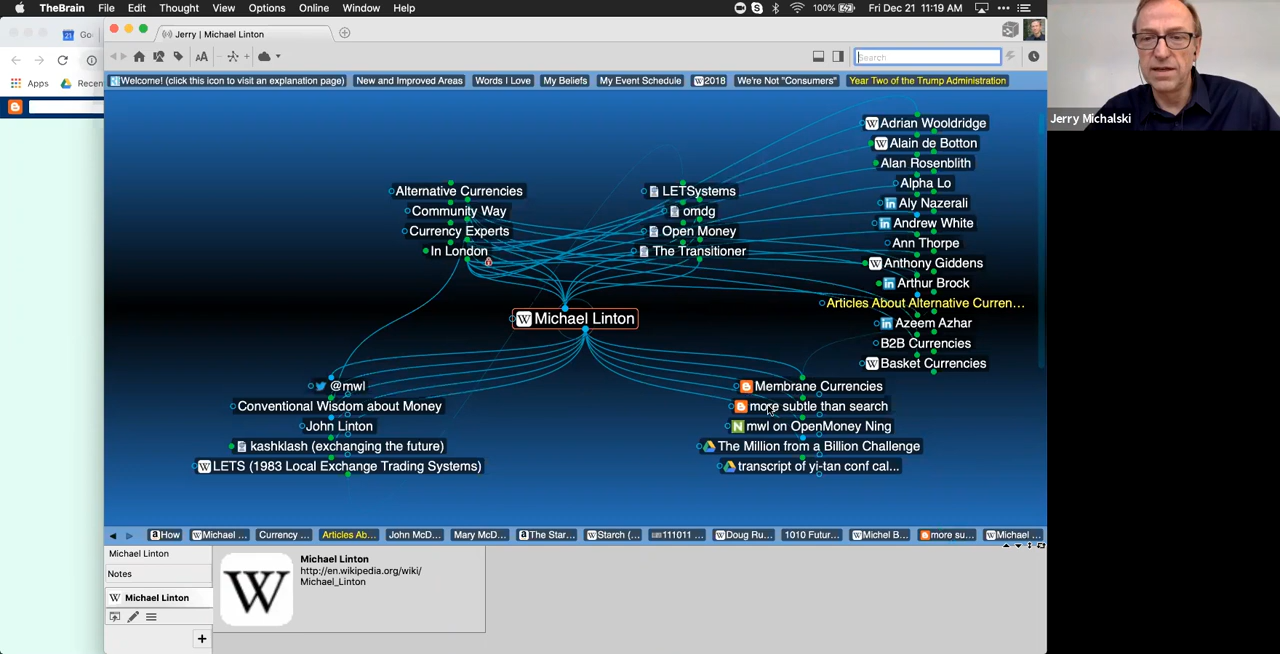 TheBrain File Edit Thought View Options Online Window Help 100% Fri Dec 21 11:19 AM
Jerry | Michael Linton
21
Apps Recen
Search
Welcome! (click this icon to visit an explanation page) New and Improved Areas Words I Love My Beliefs My Event Schedule 2018 We're Not "Consumers" Year Two of the Trump Administration
Jerry Michalski
Alternative Currencies
Community Way
Currency Experts
In London
LETSystems
omdg
Open Money
The Transitioner
Adrian Wooldridge
Alain de Botton
Alan Rosenblith
Alpha Lo
Aly Nazerali
Andrew White
Ann Thorpe
Anthony Giddens
Arthur Brock
Articles About Alternative Curren...
Azeem Azhar
B2B Currencies
Basket Currencies
Michael Linton
@mwl
Conventional Wisdom about Money
John Linton
kashklash (exchanging the future)
LETS (1983 Local Exchange Trading Systems)
Membrane Currencies
more subtle than search
mwl on OpenMoney Ning
The Million from a Billion Challenge
transcript of yi-tan conf cal...
How Michael ... Currency ... Articles Ab... John McD... Mary McD... The Star... Starch (... 111011 ... Doug Ru... 1010 Futur... Michel B... more su... Michael ...
Michael Linton
Notes
Michael Linton
Michael Linton
http://en.wikipedia.org/wiki/
Michael_Linton